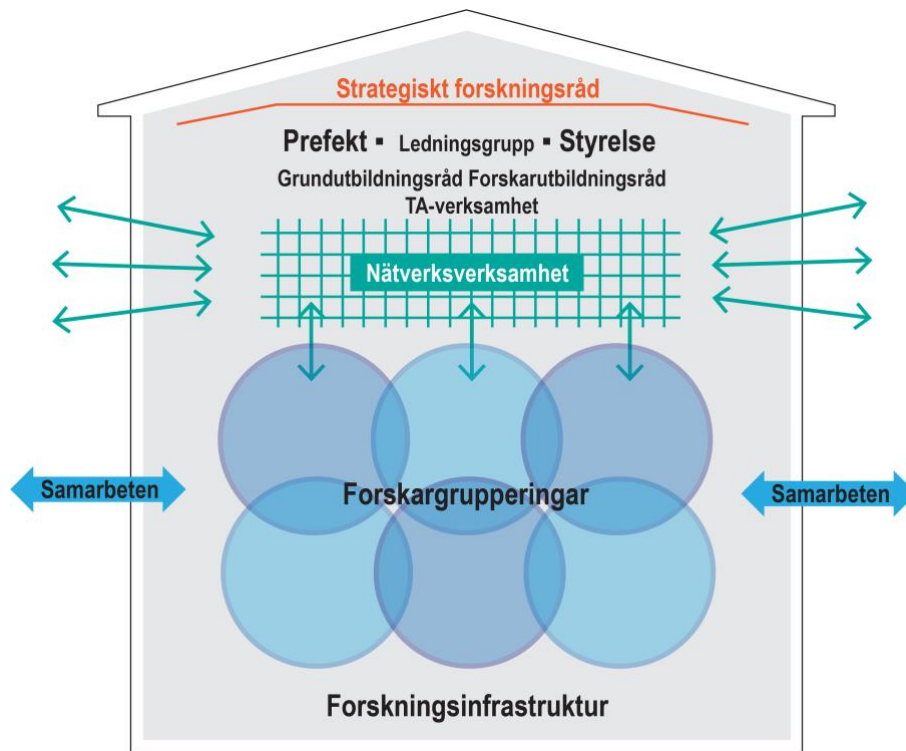 Strategiskt forskningsråd
Prefekt ▪ Ledningsgrupp ▪ Styrelse
Grundutbildningsråd Forskarutbildningsråd
TA-verksamhet
Nätverksverksamhet
Samarbeten
Forskargrupperingar
Samarbeten
Forskningsinfrastruktur